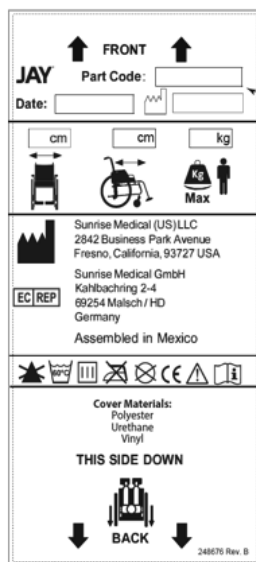 FRONT
JAY Part Code:
Date:
cm cm kg
Kg
Max
Sunrise Medical (US) LLC
2842 Business Park Avenue
Fresno, California, 93727 USA
Sunrise Medical GmbH
Kahlbachring 2-4
EC REP
69254 Malsch / HD
Germany
Assembled in Mexico
60°C CE i
Cover Materials:
Polyester
Urethane
Vinyl
THIS SIDE DOWN
BACK
248676 Rev. B